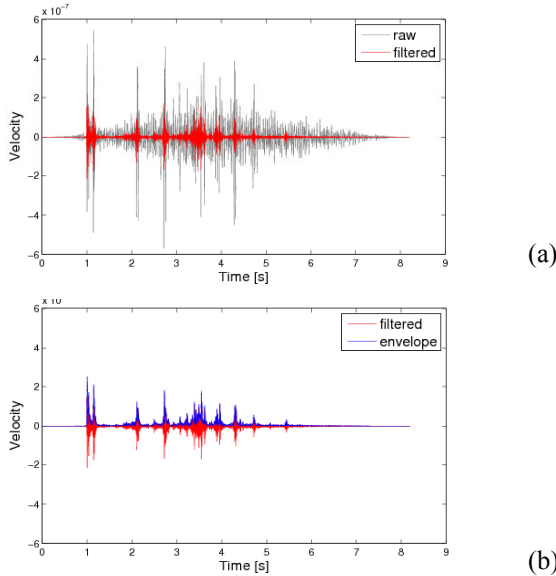 x 10⁻⁷
6
4
2
0
−2
−4
−6
Velocity
raw
filtered
0 1 2 3 4 5 6 7 8 9
Time [s]
(a)
x 10
6
4
2
0
−2
−4
−6
Velocity
filtered
envelope
0 1 2 3 4 5 6 7 8 9
Time [s]
(b)